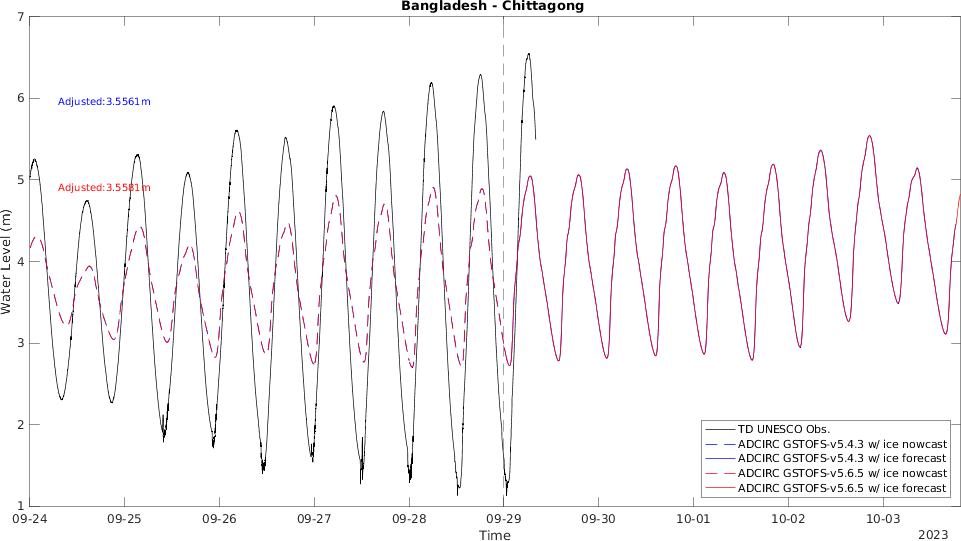 Bangladesh - Chittagong
7
6
5
4
3
2
1
Water Level (m)
Adjusted:3.5561m
Adjusted:3.5581m
TD UNESCO Obs.
ADCIRC GSTOFS-v5.4.3 w/ ice nowcast
ADCIRC GSTOFS-v5.4.3 w/ ice forecast
ADCIRC GSTOFS-v5.6.5 w/ ice nowcast
ADCIRC GSTOFS-v5.6.5 w/ ice forecast
09-24 09-25 09-26 09-27 09-28 09-29 09-30 10-01 10-02 10-03
Time
2023